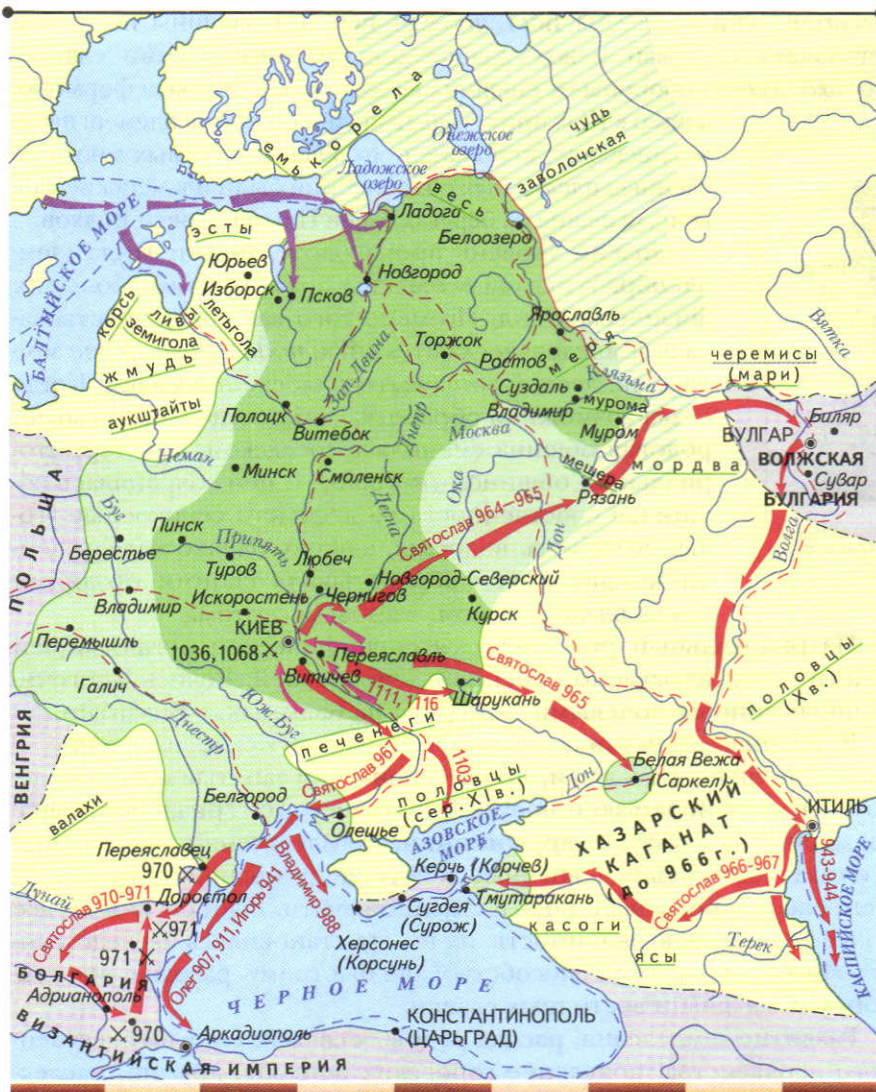 емь
корела
Ладожское
озеро
Онежское
озеро
чудь
заволочская
весь
БАЛТИЙСКОЕ МОРЕ
эсты
Ладога
Белоозеро
Юрьев
Изборск
Псков
Новгород
корсь
ливы
земигола
летьгола
жмудь
аукштайты
Зап. Двина
Торжок
Ярославль
Ростов
меря
Суздаль
Владимир
Клязьма
мурома
Муром
Вятка
черемисы
(мари)
БУЛГАР
Биляр
ВОЛЖСКАЯ
Сувар
БУЛГАРИЯ
Полоцк
Витебск
Днепр
Москва
Неман
Минск
Смоленск
Десна
Ока
мещера
Рязань
мордва
ПОЛЬША
Буг
Пинск
Берестье
Припять
Туров
Любеч
Святослав 964–965
Дон
Волга
Владимир
Искоростень
Чернигов
Новгород-Северский
Курск
КИЕВ
1036, 1068
Перемышль
Витичев
Переяславль
Галич
Юж. Буг
1111, 1116
Шарукань
Святослав 965
половцы
(X в.)
Днестр
печенеги
Святослав 967
1103
ВЕНГРИЯ
валахи
Белгород
Олешье
половцы
(сер. XI в.)
Дон
Белая Вежа
(Саркел)
ИТИЛЬ
АЗОВСКОЕ
МОРЕ
ХАЗАРСКИЙ
КАГАНАТ
(до 966г.)
943-944
Переяславец
970
Дунай
Доростол
Владимир 988
Керчь (Корчев)
Тмутаракань
Святослав 966-967
Сугдея
(Сурож)
касоги
ясы
Терек
КАСПИЙСКОЕ МОРЕ
Святослав 970-971
971
971
Олег 907, 911, Игорь 941
Херсонес
(Корсунь)
БОЛГАРИЯ
Адрианополь
970
ЧЕРНОЕ МОРЕ
Аркадиополь
КОНСТАНТИНОПОЛЬ
(ЦАРЬГРАД)
ВИЗАНТИЙСКАЯ ИМПЕРИЯ